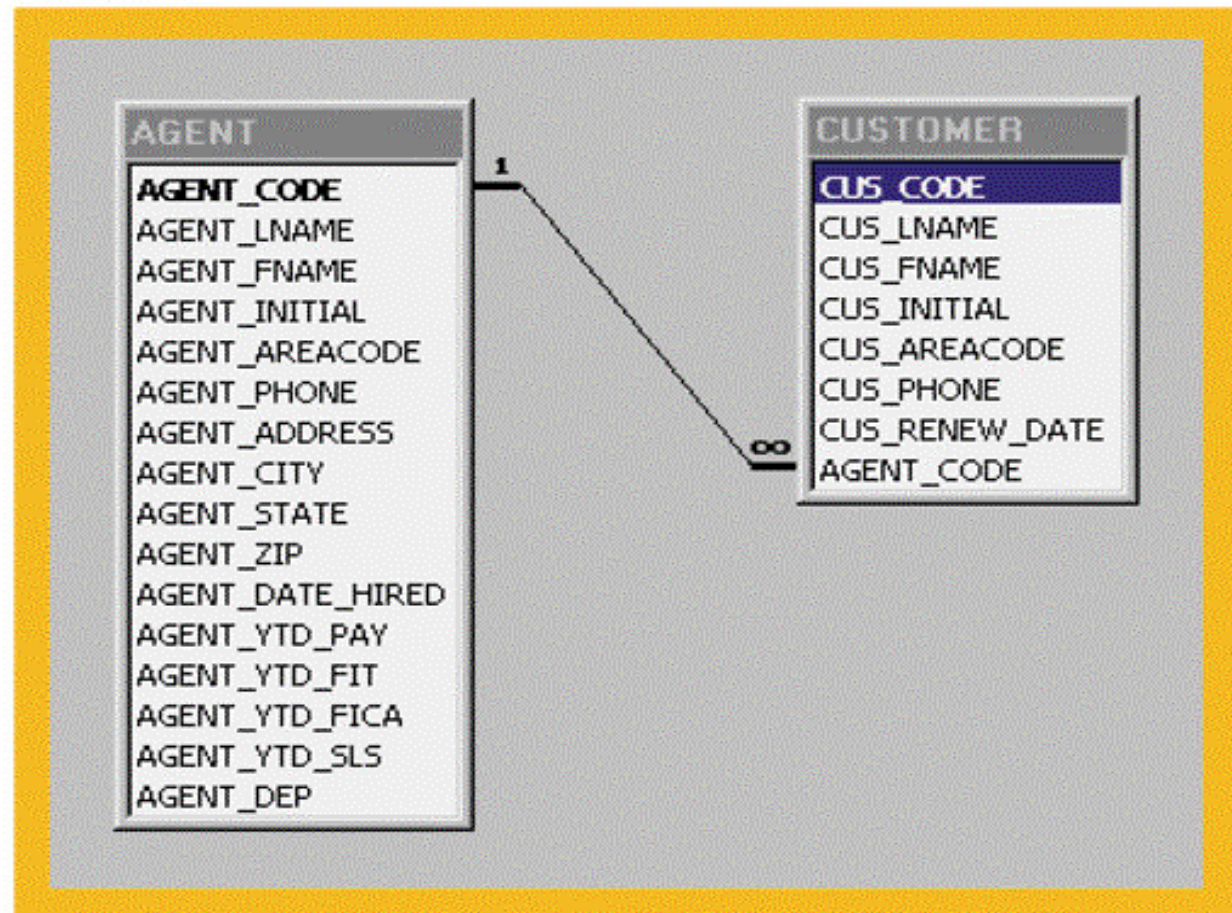 AGENT
AGENT_CODE
AGENT_LNAME
AGENT_FNAME
AGENT_INITIAL
AGENT_AREACODE
AGENT_PHONE
AGENT_ADDRESS
AGENT_CITY
AGENT_STATE
AGENT_ZIP
AGENT_DATE_HIRED
AGENT_YTD_PAY
AGENT_YTD_FIT
AGENT_YTD_FICA
AGENT_YTD_SLS
AGENT_DEP
1
∞
CUSTOMER
CUS_CODE
CUS_LNAME
CUS_FNAME
CUS_INITIAL
CUS_AREACODE
CUS_PHONE
CUS_RENEW_DATE
AGENT_CODE